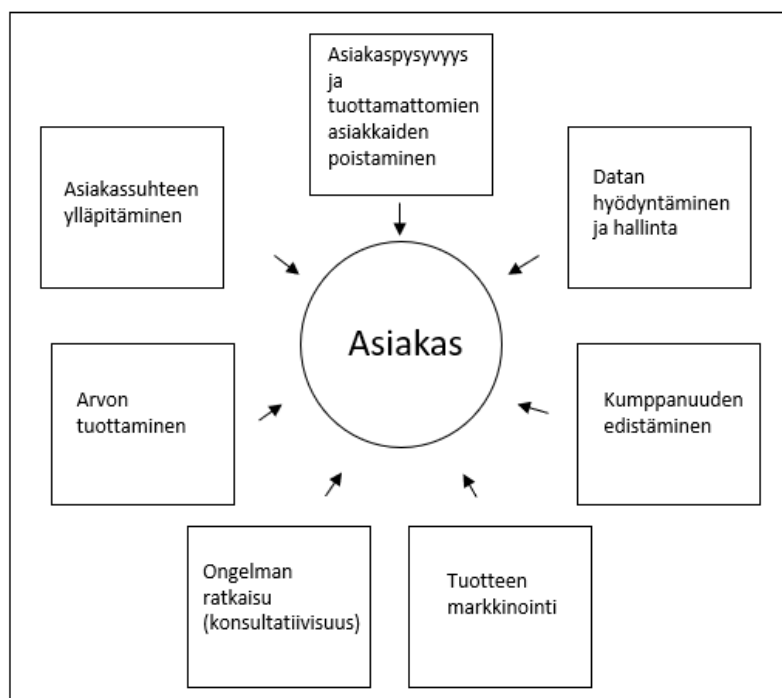 Asiakaspysyvyys
ja
tuottamattomien
asiakkaiden
poistaminen
Asiakassuhteen
ylläpitäminen
Datan
hyödyntäminen
ja hallinta
Asiakas
Arvon
tuottaminen
Kumppanuuden
edistäminen
Ongelman
ratkaisu
(konsultatiivisuus)
Tuotteen
markkinointi